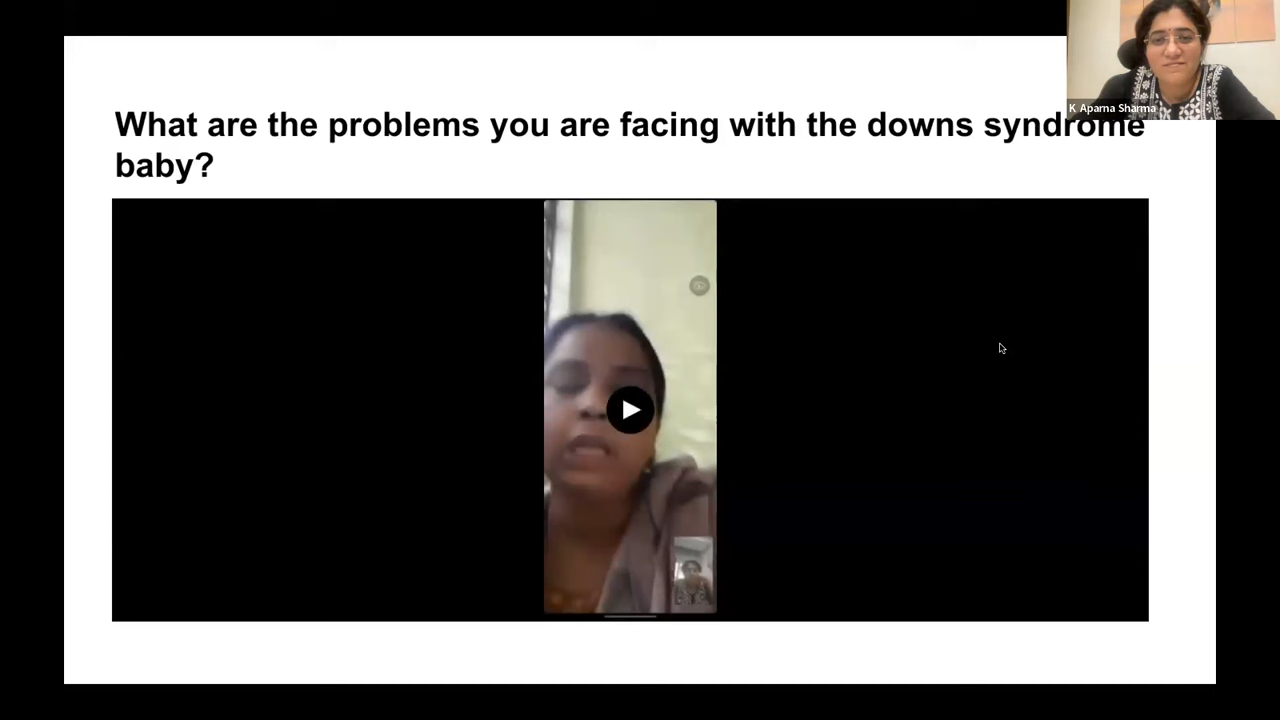 K Aparna Sharma
What are the problems you are facing with the downs syndrome
baby?